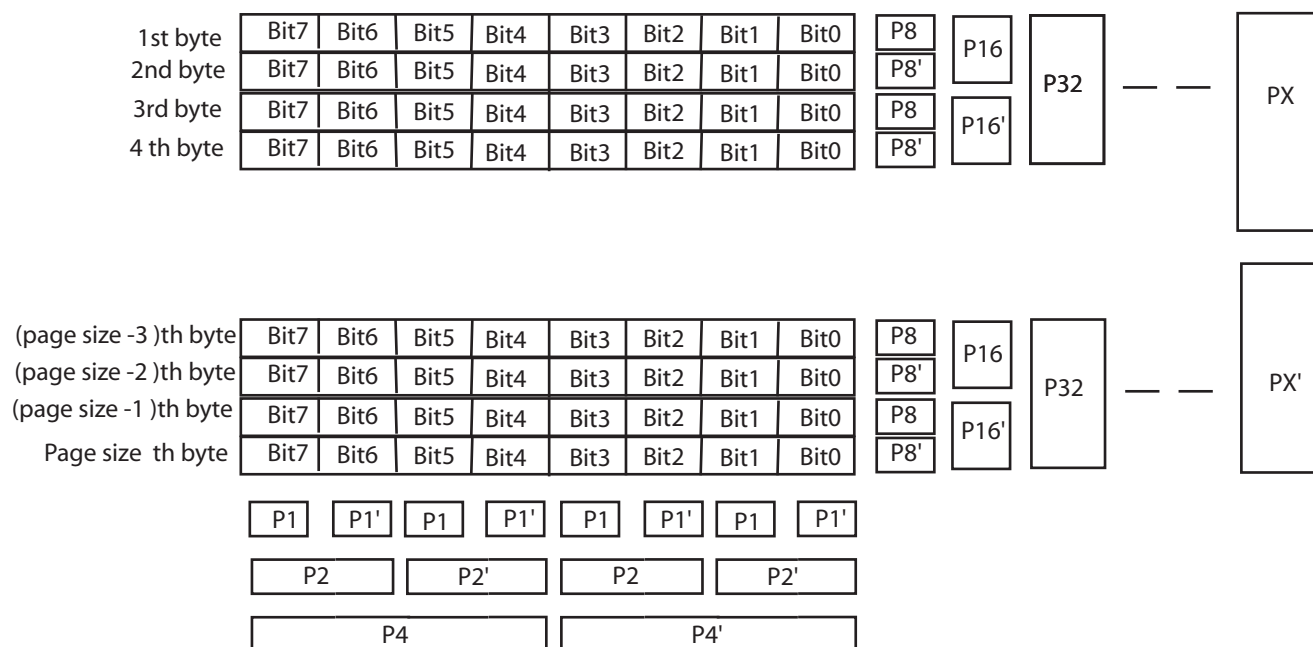 1st byte Bit7 Bit6 Bit5 Bit4 Bit3 Bit2 Bit1 Bit0 P8 P16 P32 PX
2nd byte Bit7 Bit6 Bit5 Bit4 Bit3 Bit2 Bit1 Bit0 P8'
3rd byte Bit7 Bit6 Bit5 Bit4 Bit3 Bit2 Bit1 Bit0 P8 P16'
4 th byte Bit7 Bit6 Bit5 Bit4 Bit3 Bit2 Bit1 Bit0 P8'
(page size -3 )th byte Bit7 Bit6 Bit5 Bit4 Bit3 Bit2 Bit1 Bit0 P8 P16 P32 PX'
(page size -2 )th byte Bit7 Bit6 Bit5 Bit4 Bit3 Bit2 Bit1 Bit0 P8'
(page size -1 )th byte Bit7 Bit6 Bit5 Bit4 Bit3 Bit2 Bit1 Bit0 P8 P16'
Page size th byte Bit7 Bit6 Bit5 Bit4 Bit3 Bit2 Bit1 Bit0 P8'
P1 P1' P1 P1' P1 P1' P1 P1'
P2 P2' P2 P2'
P4 P4'